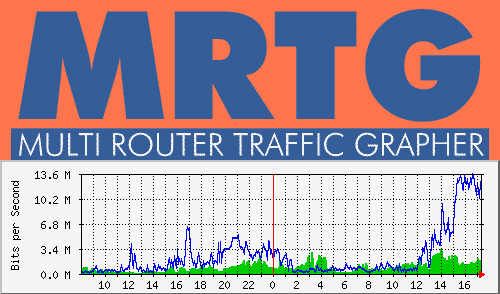 MRTG
MULTI ROUTER TRAFFIC GRAPHER
Bits per Second
13.6 M
10.2 M
6.8 M
3.4 M
0.0 M
10 12 14 16 18 20 22 0 2 4 6 8 10 12 14 16